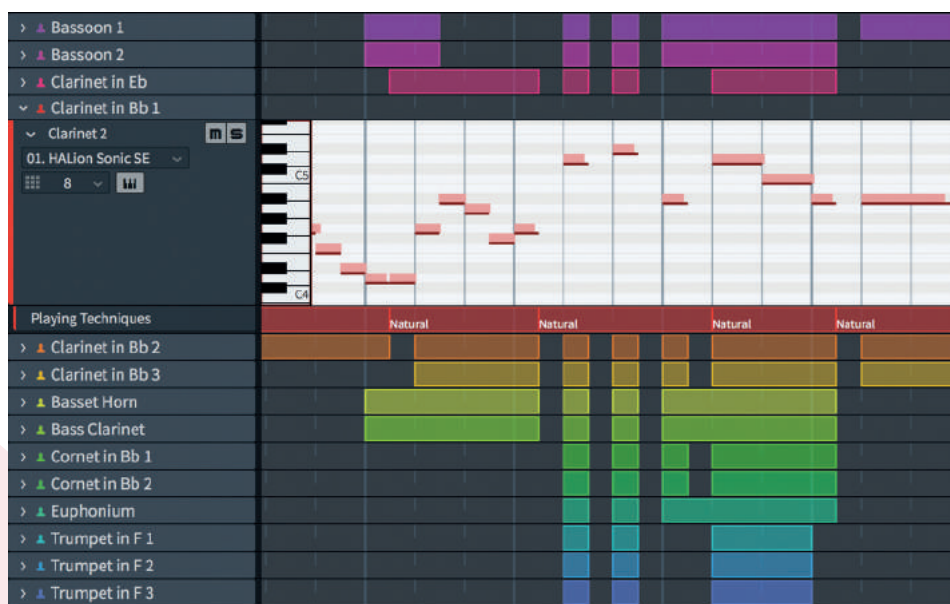 Bassoon 1
Bassoon 2
Clarinet in Eb
Clarinet in Bb 1
Clarinet 2 m S
01. HALion Sonic SE
8
C5
C4
Playing Techniques Natural Natural Natural Natural
Clarinet in Bb 2
Clarinet in Bb 3
Basset Horn
Bass Clarinet
Cornet in Bb 1
Cornet in Bb 2
Euphonium
Trumpet in F 1
Trumpet in F 2
Trumpet in F 3